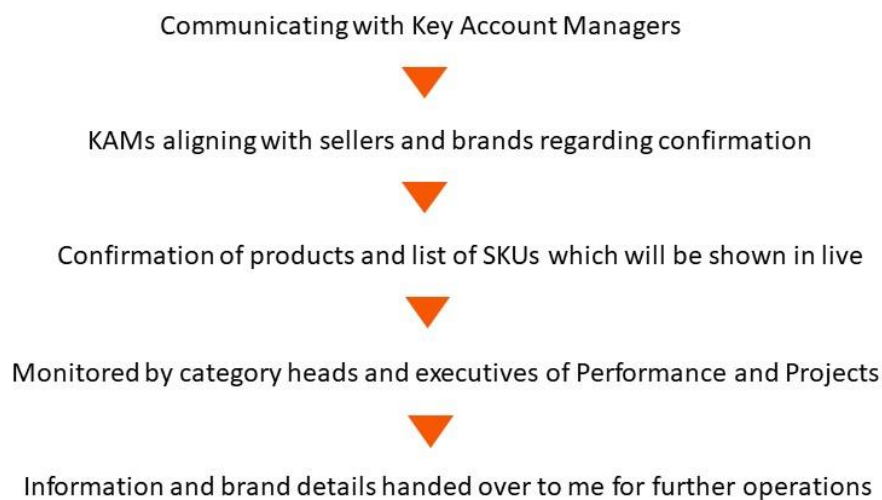 Communicating with Key Account Managers
KAMs aligning with sellers and brands regarding confirmation
Confirmation of products and list of SKUs which will be shown in live
Monitored by category heads and executives of Performance and Projects
Information and brand details handed over to me for further operations